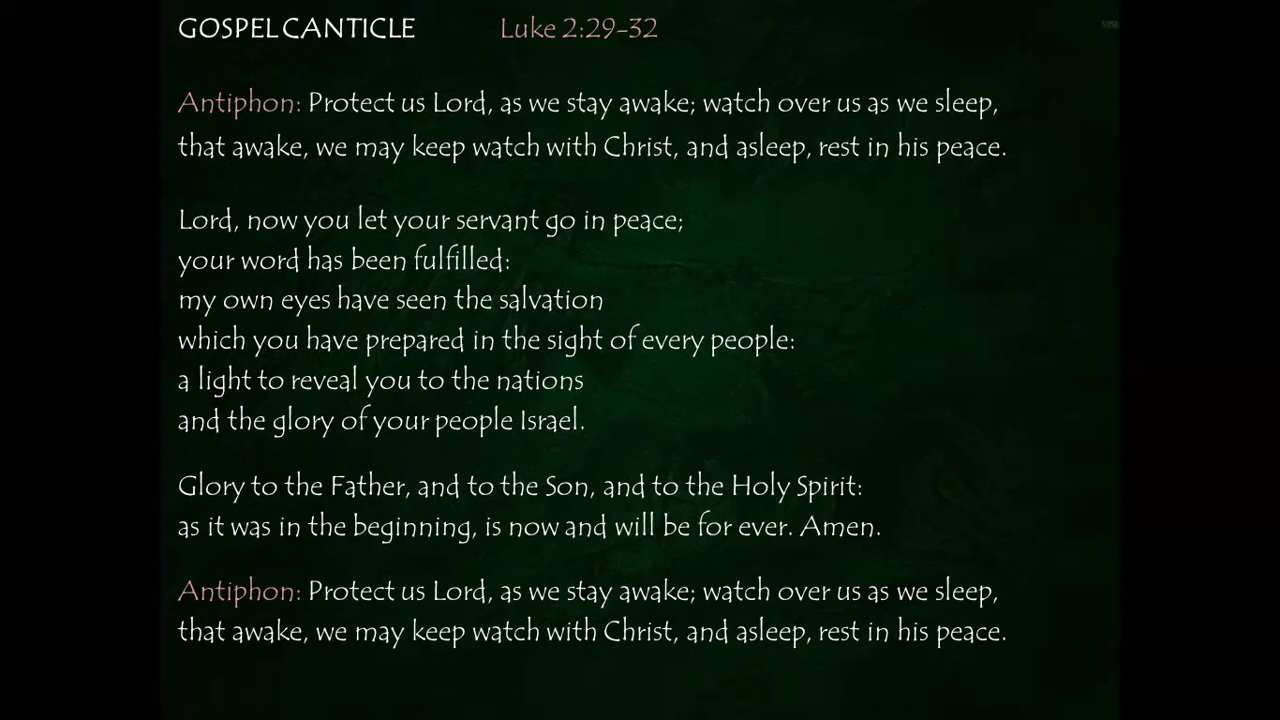 GOSPEL CANTICLE Luke 2:29-32
Antiphon: Protect us Lord, as we stay awake; watch over us as we sleep,
that awake, we may keep watch with Christ, and asleep, rest in his peace.
Lord, now you let your servant go in peace;
your word has been fulfilled:
my own eyes have seen the salvation
which you have prepared in the sight of every people:
a light to reveal you to the nations
and the glory of your people Israel.
Glory to the Father, and to the Son, and to the Holy Spirit:
as it was in the beginning, is now and will be for ever. Amen.
Antiphon: Protect us Lord, as we stay awake; watch over us as we sleep,
that awake, we may keep watch with Christ, and asleep, rest in his peace.